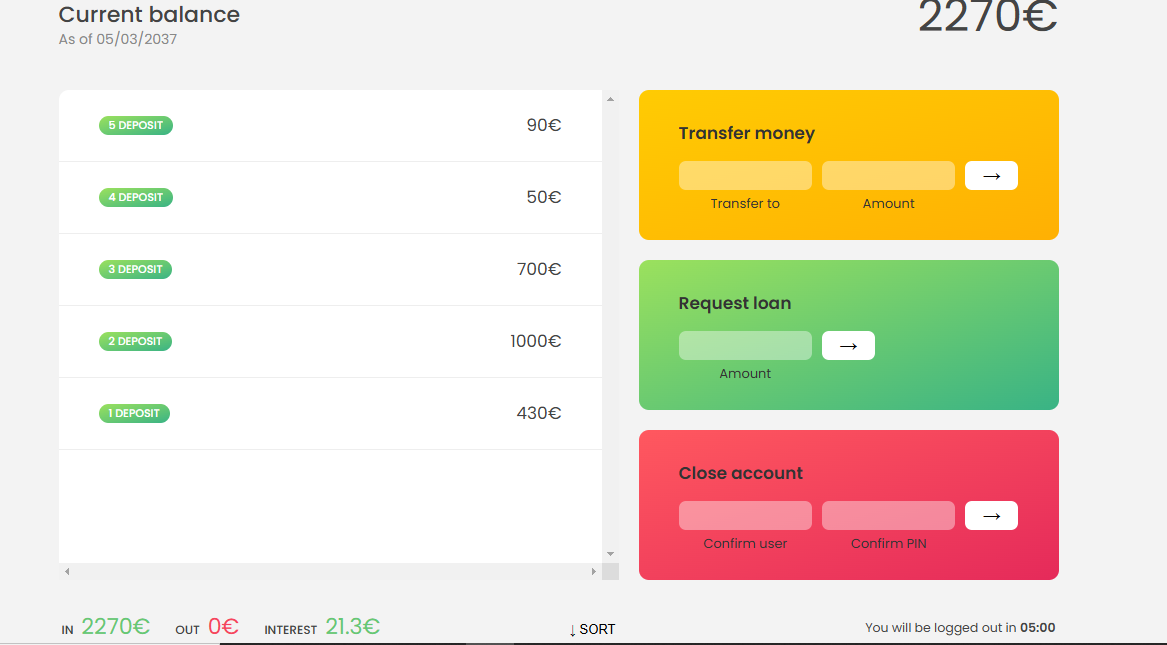 Current balance
2270€
As of 05/03/2037
5 DEPOSIT 90€
4 DEPOSIT 50€
3 DEPOSIT 700€
2 DEPOSIT 1000€
1 DEPOSIT 430€
Transfer money
→
Transfer to Amount
Request loan
→
Amount
Close account
→
Confirm user Confirm PIN
IN 2270€ OUT 0€ INTEREST 21.3€ ↓ SORT You will be logged out in 05:00